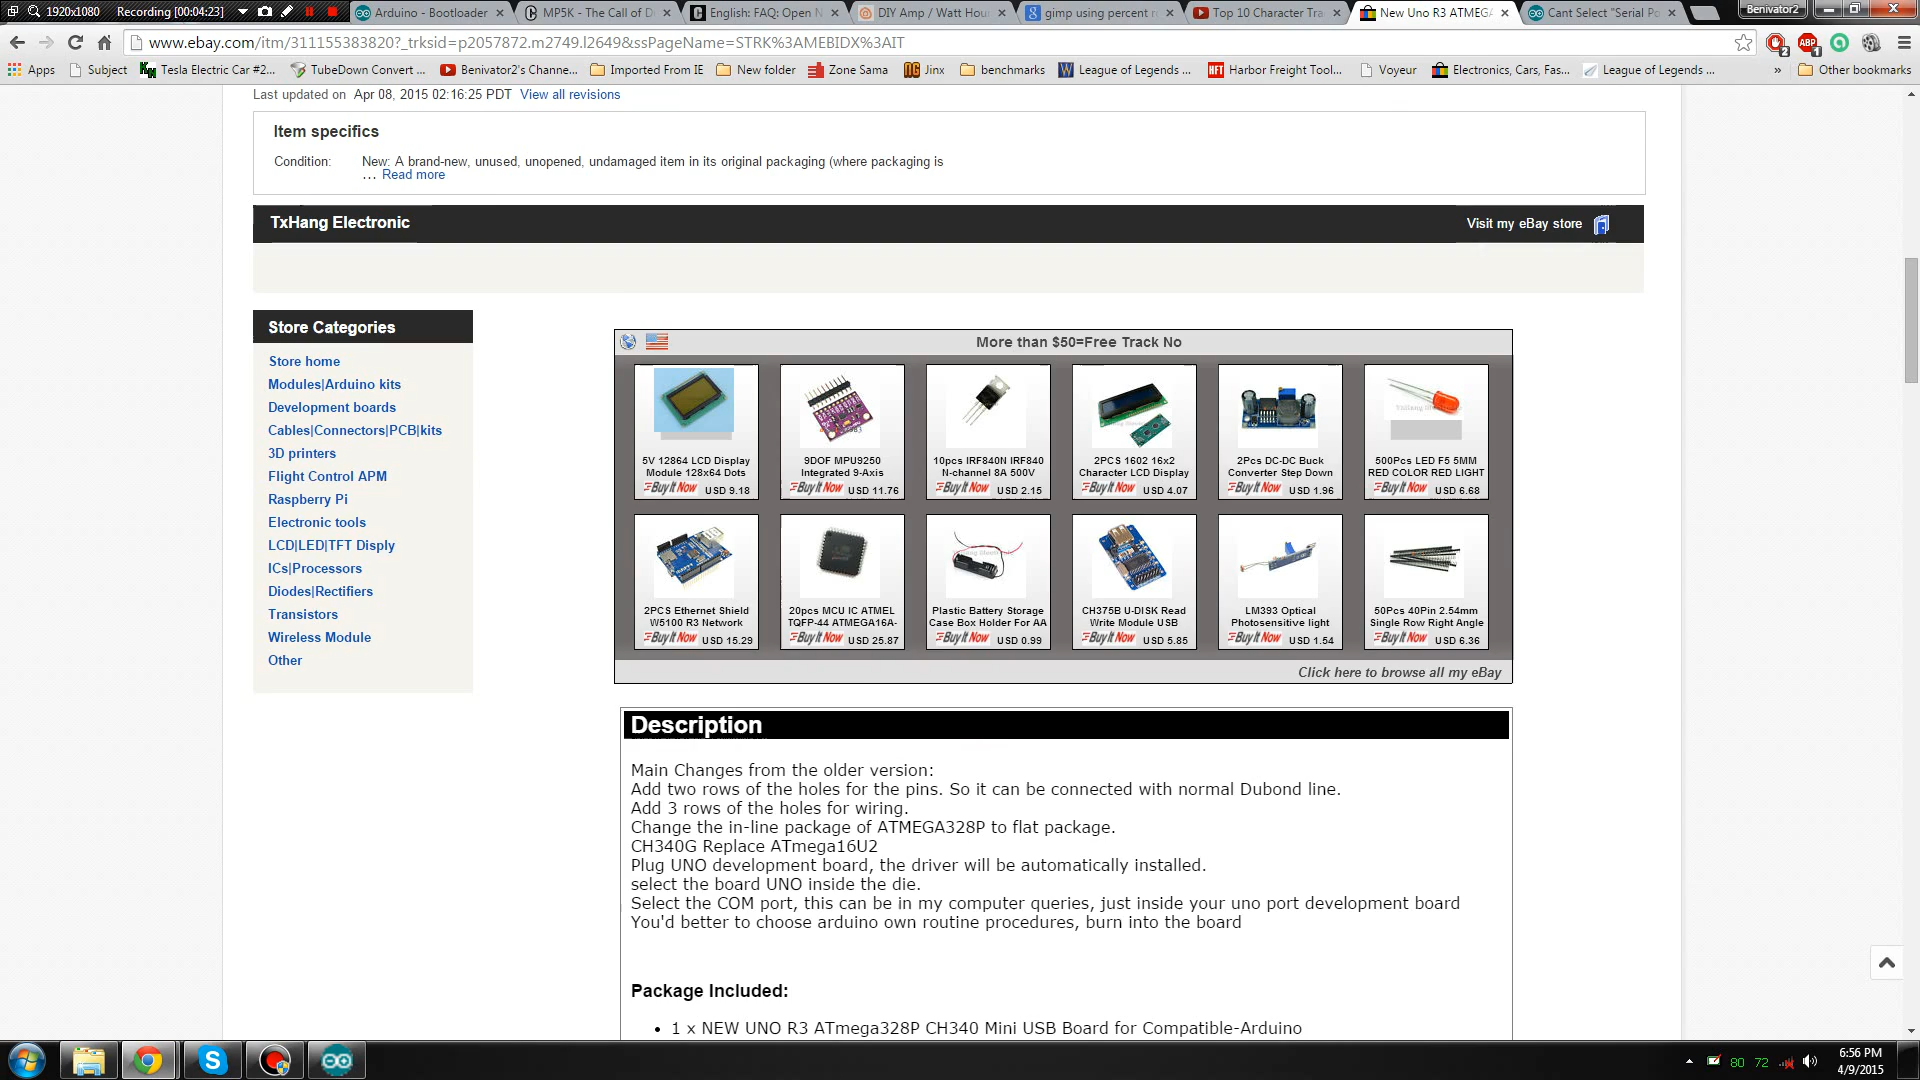 1920x1080 Recording [00:04:23]
Arduino - Bootloader
MP5K - The Call of D
English: FAQ: Open N
DIY Amp / Watt Hou
gimp using percent r
Top 10 Character Tra
New Uno R3 ATMEGA
Cant Select "Serial Po
Benivator2
www.ebay.com/itm/311155383820?_trksid=p2057872.m2749.l2649&ssPageName=STRK%3AMEBIDX%3AIT
2
1
Apps Subject Tesla Electric Car #2... TubeDown Convert ... Benivator2's Channe... Imported From IE New folder Zone Sama Jinx benchmarks League of Legends ... Harbor Freight Tool... Voyeur Electronics, Cars, Fas... League of Legends ... » Other bookmarks
Last updated on Apr 08, 2015 02:16:25 PDT View all revisions
Item specifics
Condition: New: A brand-new, unused, unopened, undamaged item in its original packaging (where packaging is
... Read more
TxHang Electronic
Visit my eBay store
Store Categories
Store home
Modules|Arduino kits
Development boards
Cables|Connectors|PCB|kits
3D printers
Flight Control APM
Raspberry Pi
Electronic tools
LCD|LED|TFT Disply
ICs|Processors
Diodes|Rectifiers
Transistors
Wireless Module
Other
More than $50=Free Track No
5V 12864 LCD Display
Module 128x64 Dots
Buy It Now USD 9.18
9DOF MPU9250
Integrated 9-Axis
Buy It Now USD 11.76
10pcs IRF840N IRF840
N-channel 8A 500V
Buy It Now USD 2.15
2PCS 1602 16x2
Character LCD Display
Buy It Now USD 4.07
2Pcs DC-DC Buck
Converter Step Down
Buy It Now USD 1.96
500Pcs LED F5 5MM
RED COLOR RED LIGHT
Buy It Now USD 6.68
2PCS Ethernet Shield
W5100 R3 Network
Buy It Now USD 15.29
20pcs MCU IC ATMEL
TQFP-44 ATMEGA16A-
Buy It Now USD 25.87
Plastic Battery Storage
Case Box Holder For AA
Buy It Now USD 0.99
CH375B U-DISK Read
Write Module USB
Buy It Now USD 5.85
LM393 Optical
Photosensitive light
Buy It Now USD 1.54
50Pcs 40Pin 2.54mm
Single Row Right Angle
Buy It Now USD 6.36
Click here to browse all my eBay
Description
Main Changes from the older version:
Add two rows of the holes for the pins. So it can be connected with normal Dubond line.
Add 3 rows of the holes for wiring.
Change the in-line package of ATMEGA328P to flat package.
CH340G Replace ATmega16U2
Plug UNO development board, the driver will be automatically installed.
select the board UNO inside the die.
Select the COM port, this can be in my computer queries, just inside your uno port development board
You'd better to choose arduino own routine procedures, burn into the board
Package Included:
• 1 x NEW UNO R3 ATmega328P CH340 Mini USB Board for Compatible-Arduino
80 72
6:56 PM
4/9/2015